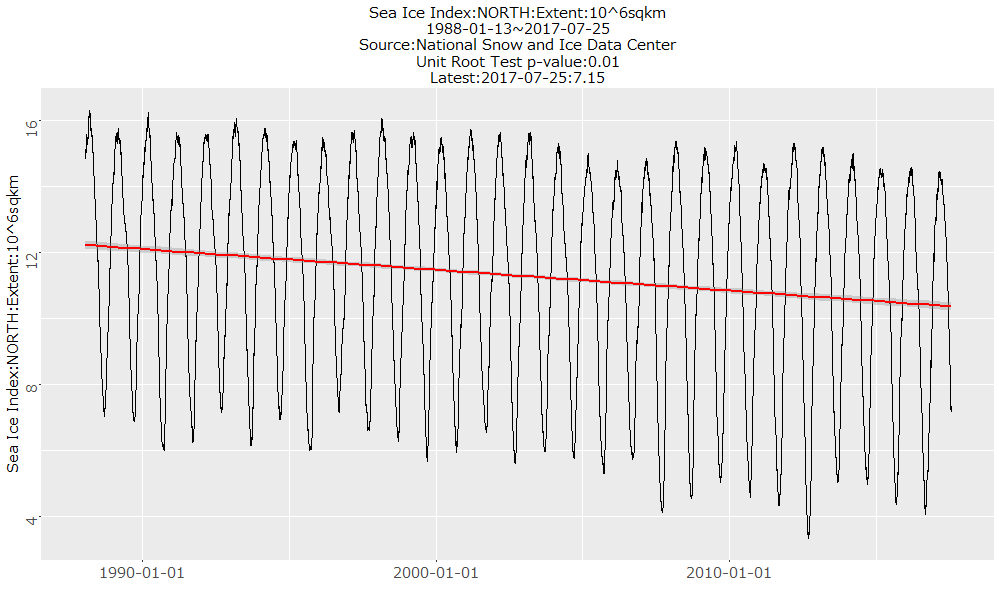 Sea Ice Index:NORTH:Extent:10^6sqkm
1988-01-13~2017-07-25
Source:National Snow and Ice Data Center
Unit Root Test p-value:0.01
Latest:2017-07-25:7.15
Sea Ice Index:NORTH:Extent:10^6sqkm
16
12
8
4
1990-01-01
2000-01-01
2010-01-01